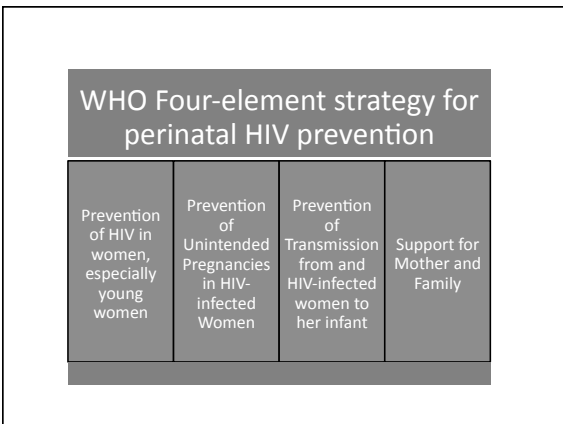 WHO Four-element strategy for
perinatal HIV prevention
Prevention
of HIV in
women,
especially
young
women
Prevention
of
Unintended
Pregnancies
in HIV-
infected
Women
Prevention
of
Transmission
from and
HIV-infected
women to
her infant
Support for
Mother and
Family